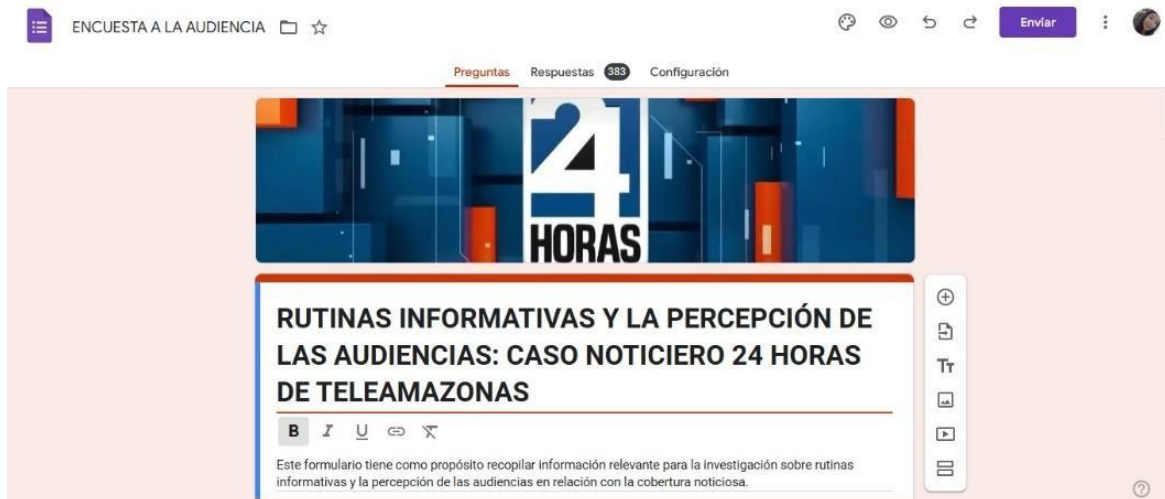 ENCUESTA A LA AUDIENCIA
Enviar
Preguntas Respuestas 383 Configuración
24
HORAS
RUTINAS INFORMATIVAS Y LA PERCEPCIÓN DE
LAS AUDIENCIAS: CASO NOTICIERO 24 HORAS
DE TELEAMAZONAS
B I U
Este formulario tiene como propósito recopilar información relevante para la investigación sobre rutinas
informativas y la percepción de las audiencias en relación con la cobertura noticiosa.